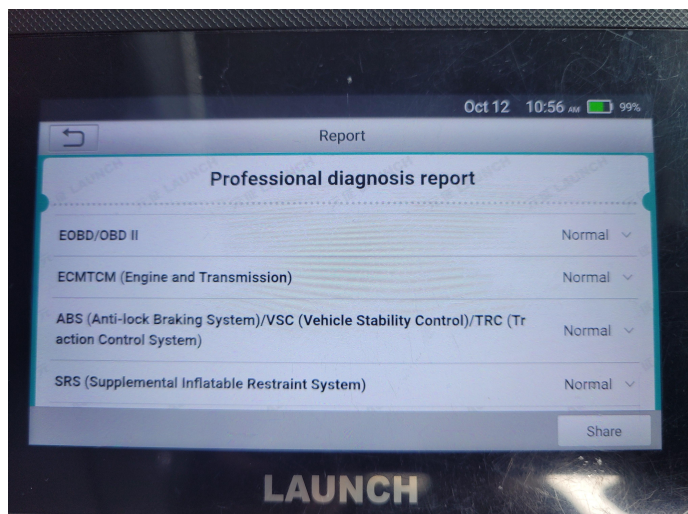 Oct 12 10:56 AM 99%
Report
Professional diagnosis report
EOBD/OBD II Normal
ECMTCM (Engine and Transmission) Normal
ABS (Anti-lock Braking System)/VSC (Vehicle Stability Control)/TRC (Tr
action Control System) Normal
SRS (Supplemental Inflatable Restraint System) Normal
Share
LAUNCH